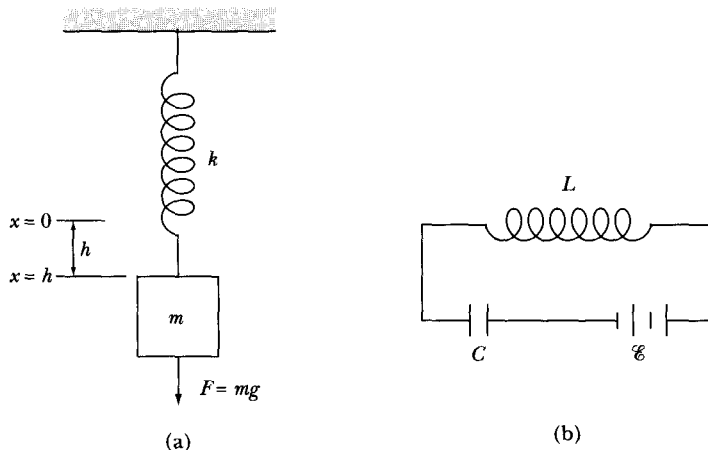 k
x = 0
h
x = h
m
F = mg
(a)
L
C
ℰ
(b)